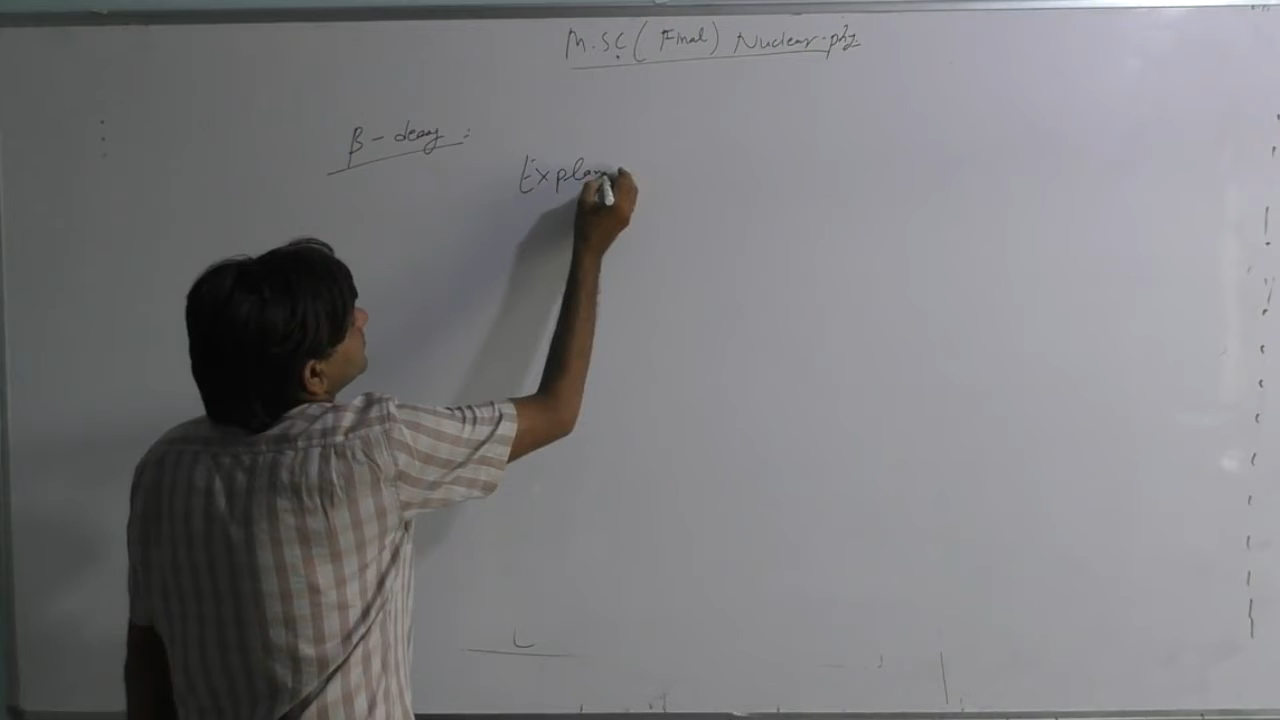 M.SC (Final) Nuclear phy
β - decay :
Explan